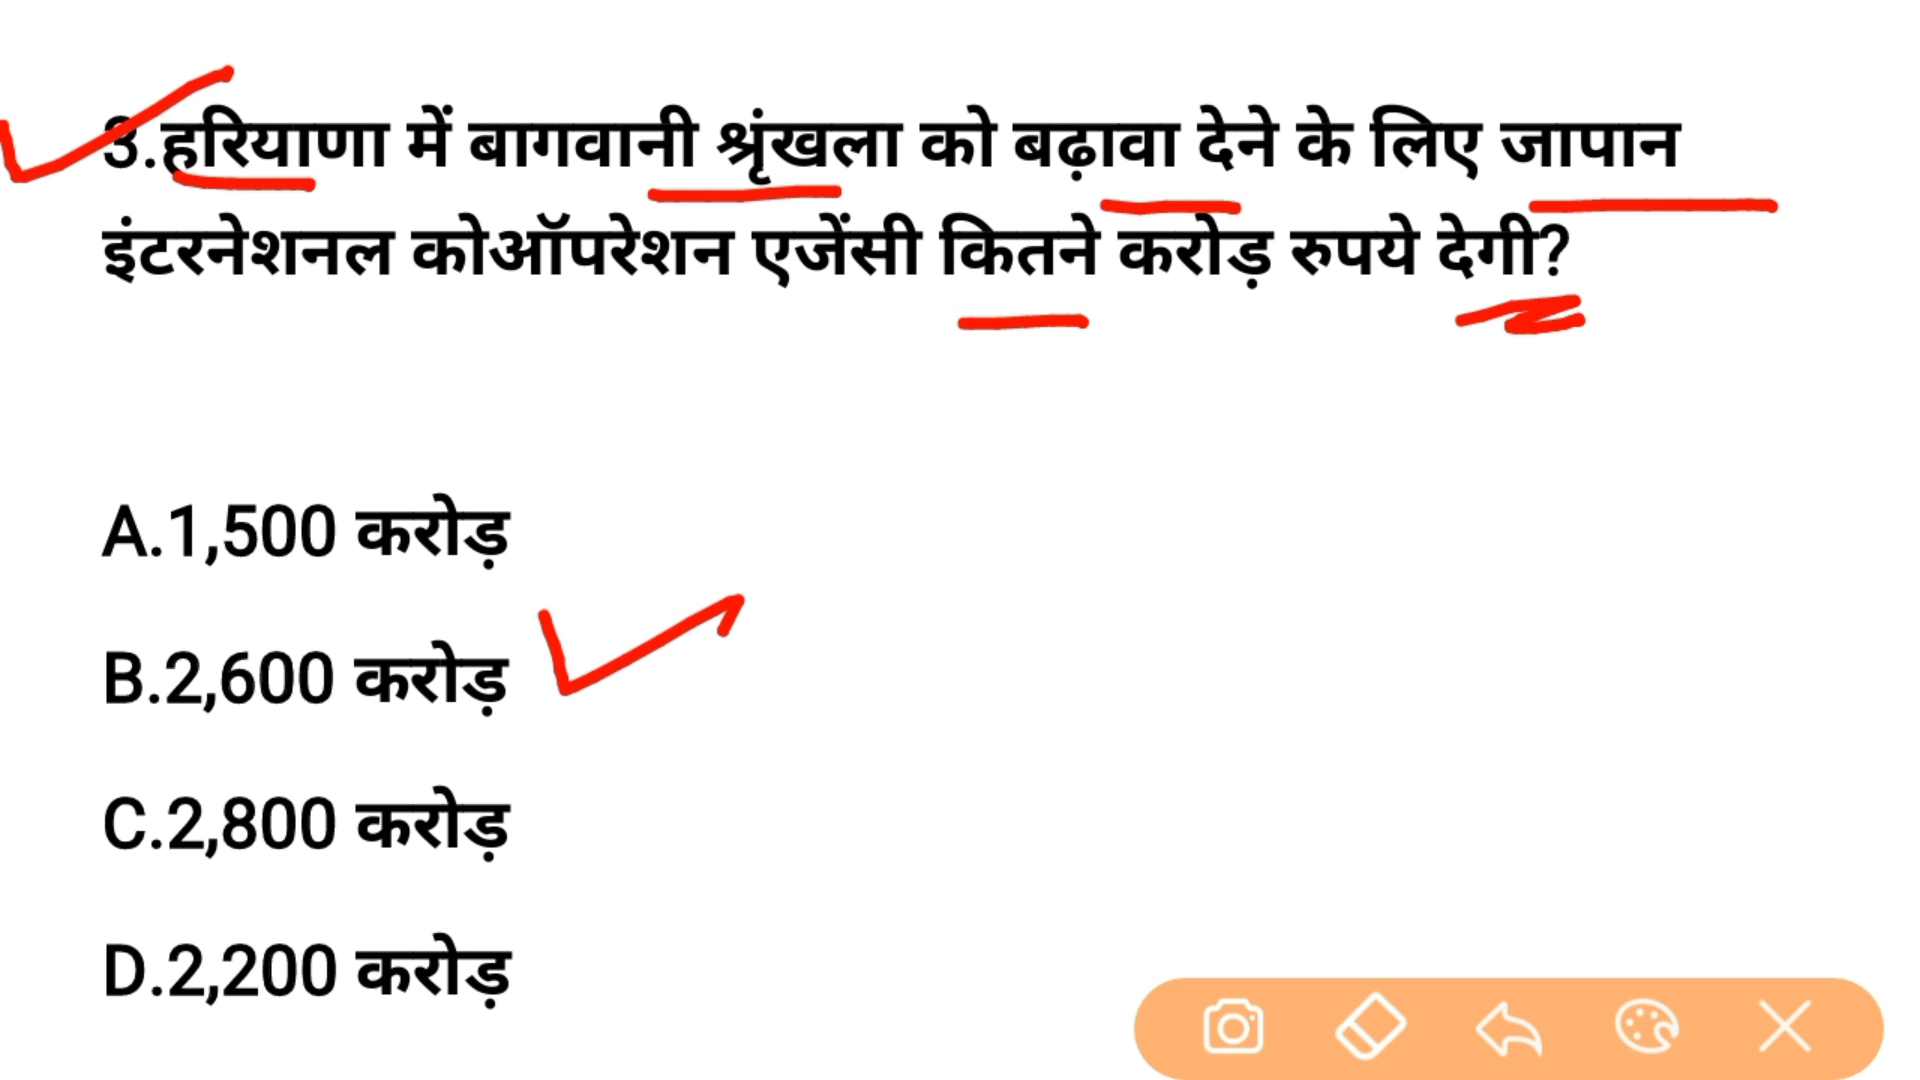 3.हरियाणा में बागवानी श्रृंखला को बढ़ावा देने के लिए जापान
इंटरनेशनल कोऑपरेशन एजेंसी कितने करोड़ रुपये देगी?
A.1,500 करोड़
B.2,600 करोड़
C.2,800 करोड़
D.2,200 करोड़